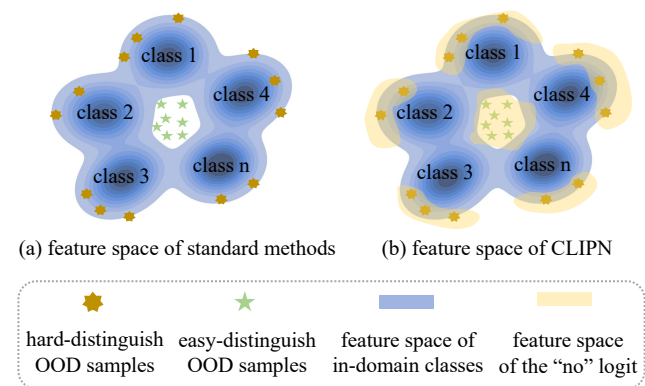 class 1
class 2
class 4
class 3
class n
(a) feature space of standard methods
class 1
class 2
class 4
class 3
class n
(b) feature space of CLIPN
hard-distinguish
OOD samples
easy-distinguish
OOD samples
feature space of
in-domain classes
feature space
of the “no” logit